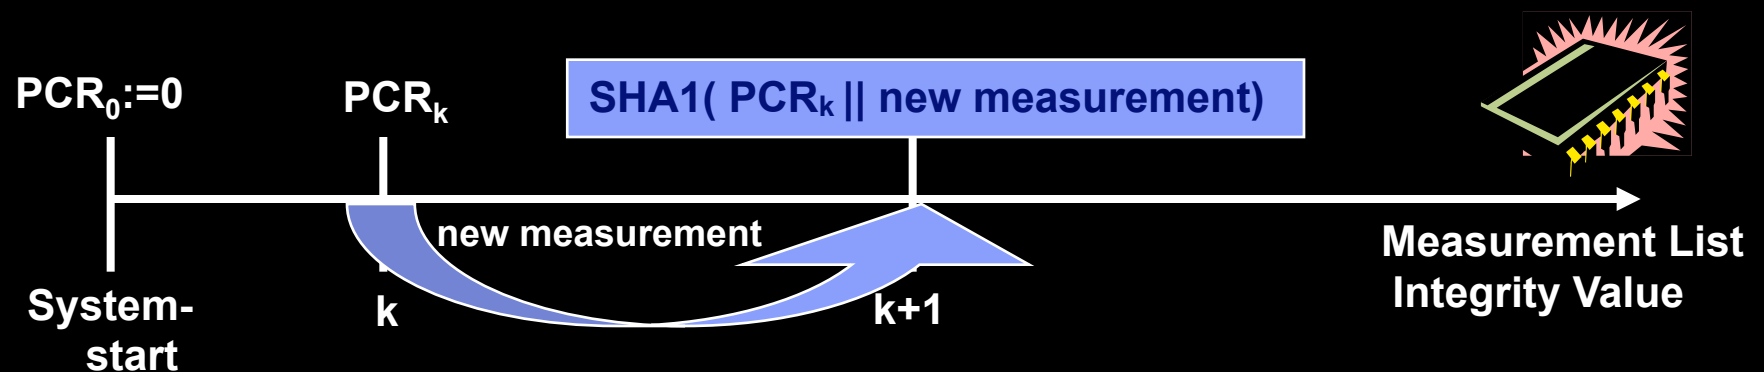 PCR₀:=0
PCRₖ
SHA1( PCRₖ || new measurement)
new measurement
System-
start
k
k+1
Measurement List
Integrity Value